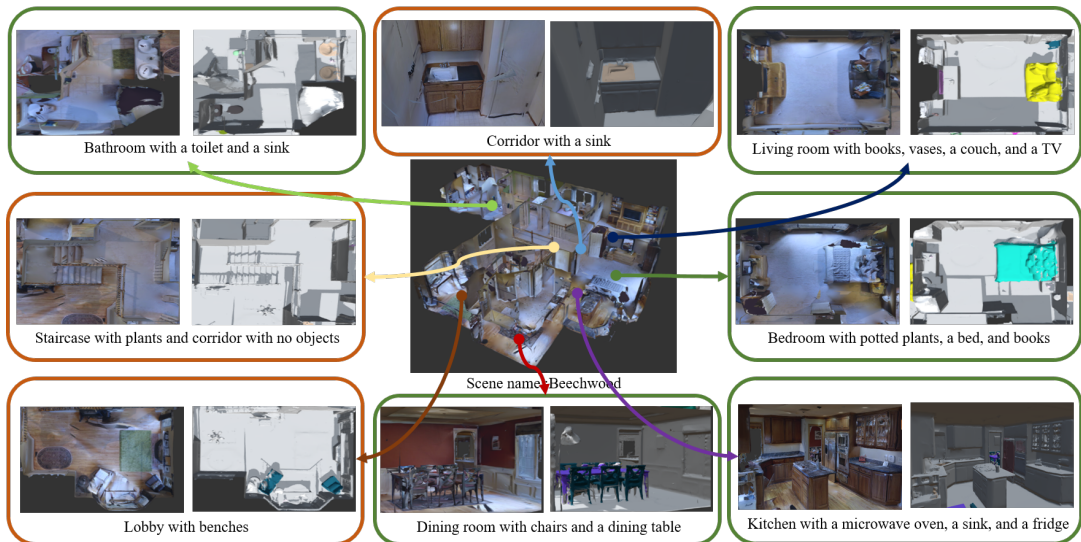 Bathroom with a toilet and a sink
Corridor with a sink
Living room with books, vases, a couch, and a TV
Staircase with plants and corridor with no objects
Bedroom with potted plants, a bed, and books
Scene name: Beechwood
Lobby with benches
Dining room with chairs and a dining table
Kitchen with a microwave oven, a sink, and a fridge